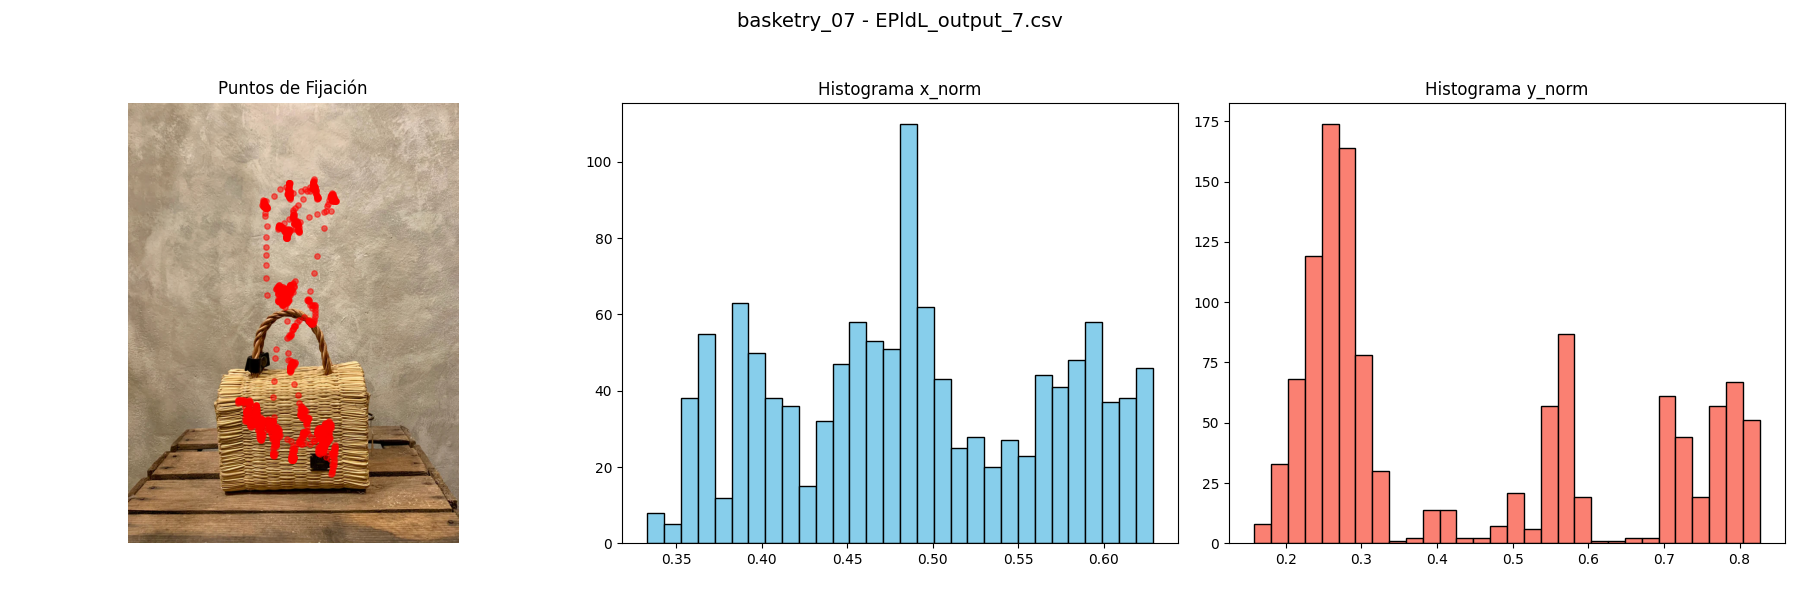 basketry_07 - EPldL_output_7.csv
Puntos de Fijación
Histograma x_norm
100
80
60
40
20
0
0.35 0.40 0.45 0.50 0.55 0.60
Histograma y_norm
175
150
125
100
75
50
25
0
0.2 0.3 0.4 0.5 0.6 0.7 0.8